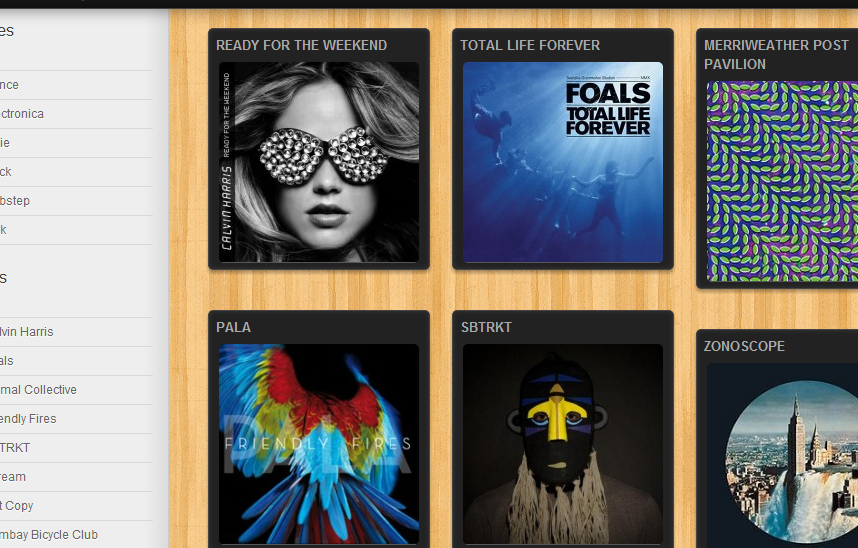 es
nce
ctronica
ie
ck
bstep
k
s
lvin Harris
als
mal Collective
endly Fires
TRKT
ream
t Copy
mbay Bicycle Club
READY FOR THE WEEKEND
CALVIN HARRIS READY FOR THE WEEKEND
TOTAL LIFE FOREVER
MMX
FOALS
TOTAL LIFE
FOREVER
MERRIWEATHER POST
PAVILION
PALA
FRIENDLY FIRES
PALA
SBTRKT
ZONOSCOPE